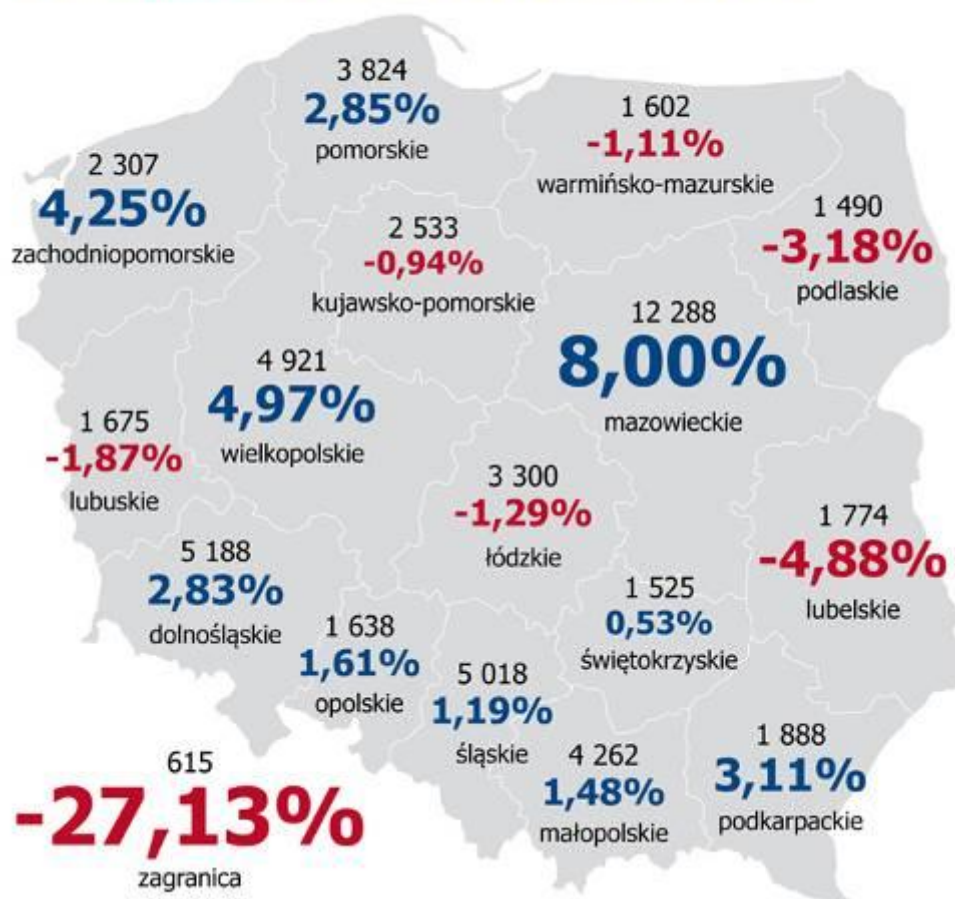 3 824
2,85%
pomorskie
1 602
-1,11%
warmińsko-mazurskie
2 307
4,25%
zachodniopomorskie
2 533
-0,94%
kujawsko-pomorskie
1 490
-3,18%
podlaskie
12 288
8,00%
mazowieckie
4 921
4,97%
wielkopolskie
1 675
-1,87%
lubuskie
3 300
-1,29%
łódzkie
1 774
-4,88%
lubelskie
5 188
2,83%
dolnośląskie
1 525
0,53%
świętokrzyskie
1 638
1,61%
opolskie
5 018
1,19%
śląskie
4 262
1,48%
małopolskie
1 888
3,11%
podkarpackie
615
-27,13%
zagranica